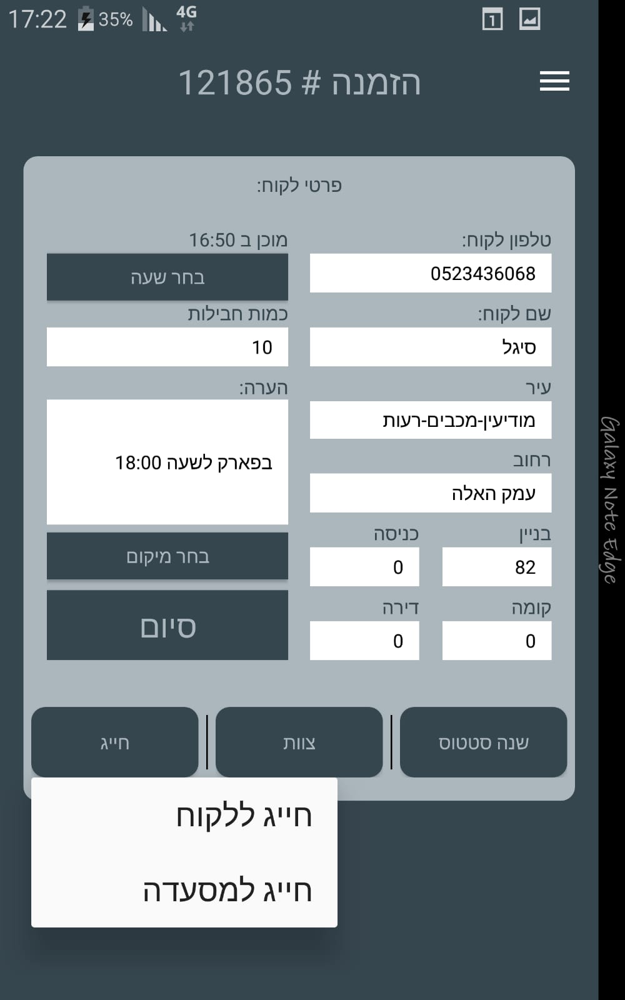 17:22 35% 4G 1
הזמנה # 121865
פרטי לקוח:
טלפון לקוח:
0523436068
שם לקוח:
סיגל
עיר
מודיעין-מכבים-רעות
רחוב
עמק האלה
בניין כניסה
82 0
קומה דירה
0 0
מוכן ב 16:50
בחר שעה
כמות חבילות
10
הערה:
בפארק לשעה 18:00
בחר מיקום
סיום
שנה סטטוס
צוות
חייג
חייג ללקוח
חייג למסעדה
Galaxy Note Edge